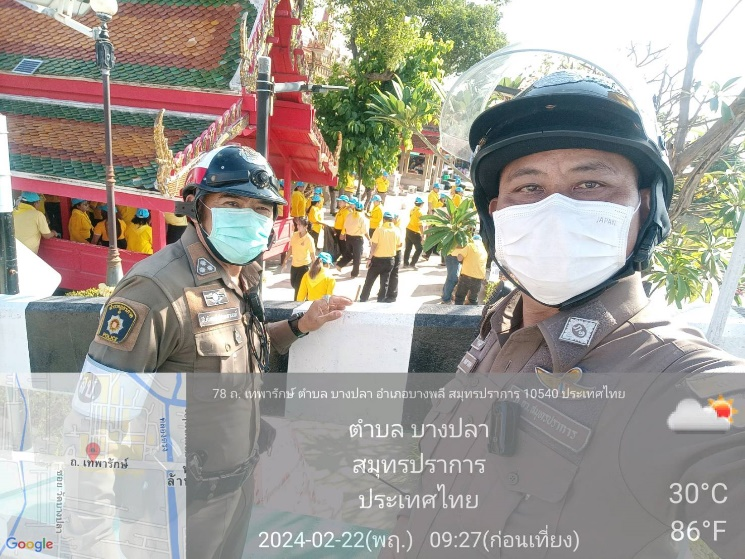 JAPAN
POLICE
78 ถ. เทพารักษ์ ตำบล บางปลา อำเภอบางพลี สมุทรปราการ 10540 ประเทศไทย
ตำบล บางปลา
สมุทรปราการ
ประเทศไทย
2024-02-22(พฤ.) 09:27(ก่อนเที่ยง)
30°C
86°F
ถ. เทพารักษ์
Google